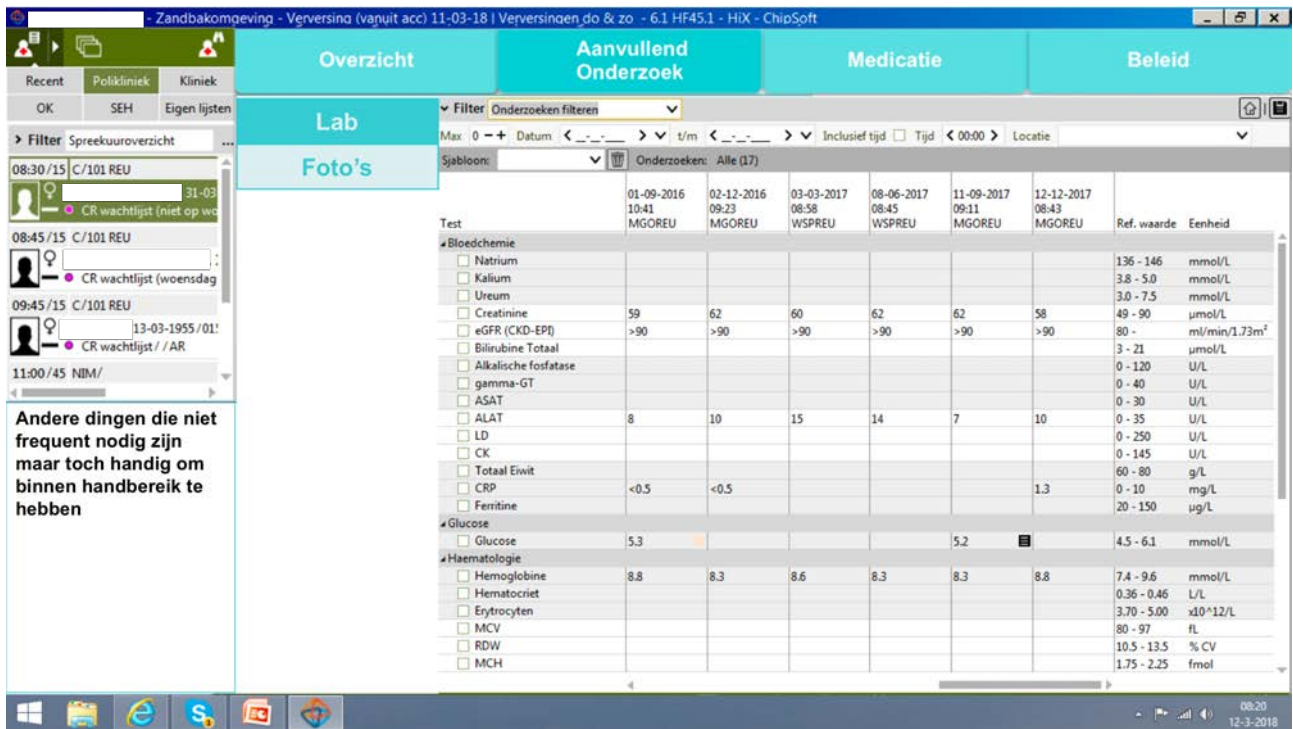 - Zandbakomgeving - Verversing (vanuit acc) 11-03-18 | Verversingen do & zo - 6.1 HF45.1 - HiX - ChipSoft
Recent Polikliniek Kliniek
OK SEH Eigen lijsten
Filter Spreekuuroverzicht ...
08:30/15 C/101 REU
31-03
CR wachtlijst (niet op wo
08:45/15 C/101 REU
CR wachtlijst (woensdag
09:45/15 C/101 REU
13-03-1955/01
CR wachtlijst / / AR
11:00/45 NIM/
Andere dingen die niet
frequent nodig zijn
maar toch handig om
binnen handbereik te
hebben
Overzicht
Aanvullend
Onderzoek
Medicatie
Beleid
Lab
Foto's
Filter Onderzoeken filteren
Max 0 - + Datum < _-_-__ > t/m < _-_-__ > Inclusief tijd Tijd < 00:00 > Locatie
Sjabloon: Onderzoeken: Alle (17)
01-09-2016 02-12-2016 03-03-2017 08-06-2017 11-09-2017 12-12-2017
10:41 09:23 08:58 08:45 09:11 08:43
Test MGOREU MGOREU WSPREU WSPREU MGOREU MGOREU Ref. waarde Eenheid
Bloedchemie
Natrium 136 - 146 mmol/L
Kalium 3.8 - 5.0 mmol/L
Ureum 3.0 - 7.5 mmol/L
Creatinine 59 62 60 62 62 58 49 - 90 µmol/L
eGFR (CKD-EPI) >90 >90 >90 >90 >90 >90 80 - ml/min/1.73m²
Bilirubine Totaal 3 - 21 µmol/L
Alkalische fosfatase 0 - 120 U/L
gamma-GT 0 - 40 U/L
ASAT 0 - 30 U/L
ALAT 8 10 15 14 7 10 0 - 35 U/L
LD 0 - 250 U/L
CK 0 - 145 U/L
Totaal Eiwit 60 - 80 g/L
CRP <0.5 <0.5 1.3 0 - 10 mg/L
Ferritine 20 - 150 µg/L
Glucose
Glucose 5.3 5.2 4.5 - 6.1 mmol/L
Haematologie
Hemoglobine 8.8 8.3 8.6 8.3 8.3 8.8 7.4 - 9.6 mmol/L
Hematocriet 0.36 - 0.46 L/L
Erytrocyten 3.70 - 5.00 x10^12/L
MCV 80 - 97 fL
RDW 10.5 - 13.5 % CV
MCH 1.75 - 2.25 fmol
08:20
12-3-2018